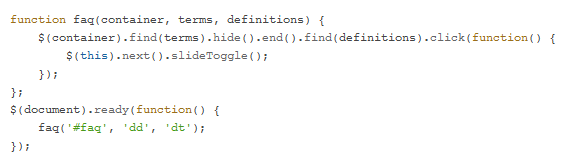 function faq(container, terms, definitions) {
    $(container).find(terms).hide().end().find(definitions).click(function() {
        $(this).next().slideToggle();
    });
};
$(document).ready(function() {
    faq('#faq', 'dd', 'dt');
});